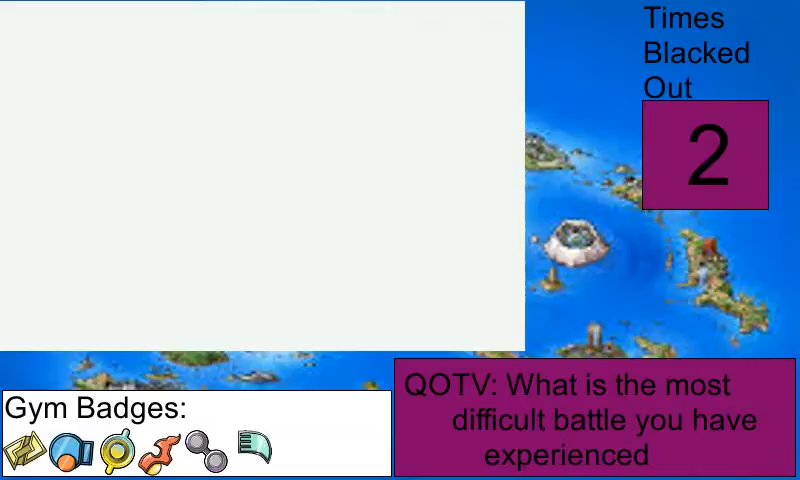 Times
Blacked
Out
2
Gym Badges:
QOTV: What is the most
difficult battle you have
experienced